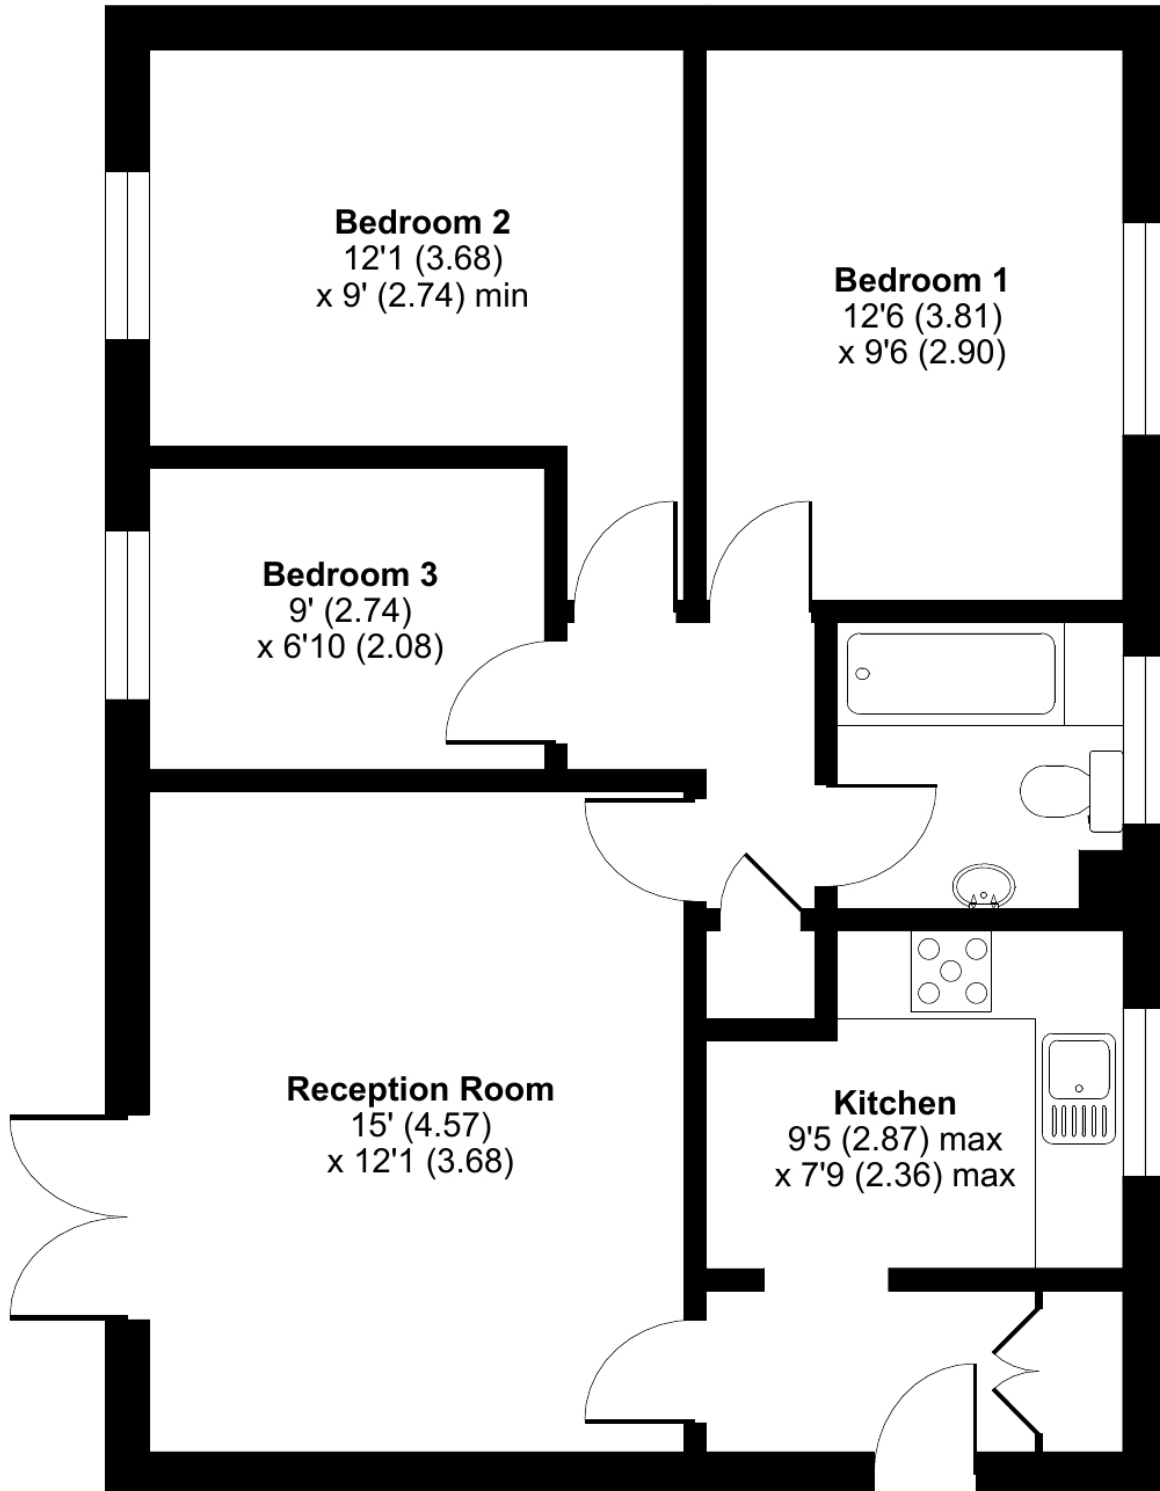 Bedroom 2
12'1 (3.68)
x 9' (2.74) min
Bedroom 1
12'6 (3.81)
x 9'6 (2.90)
Bedroom 3
9' (2.74)
x 6'10 (2.08)
Reception Room
15' (4.57)
x 12'1 (3.68)
Kitchen
9'5 (2.87) max
x 7'9 (2.36) max